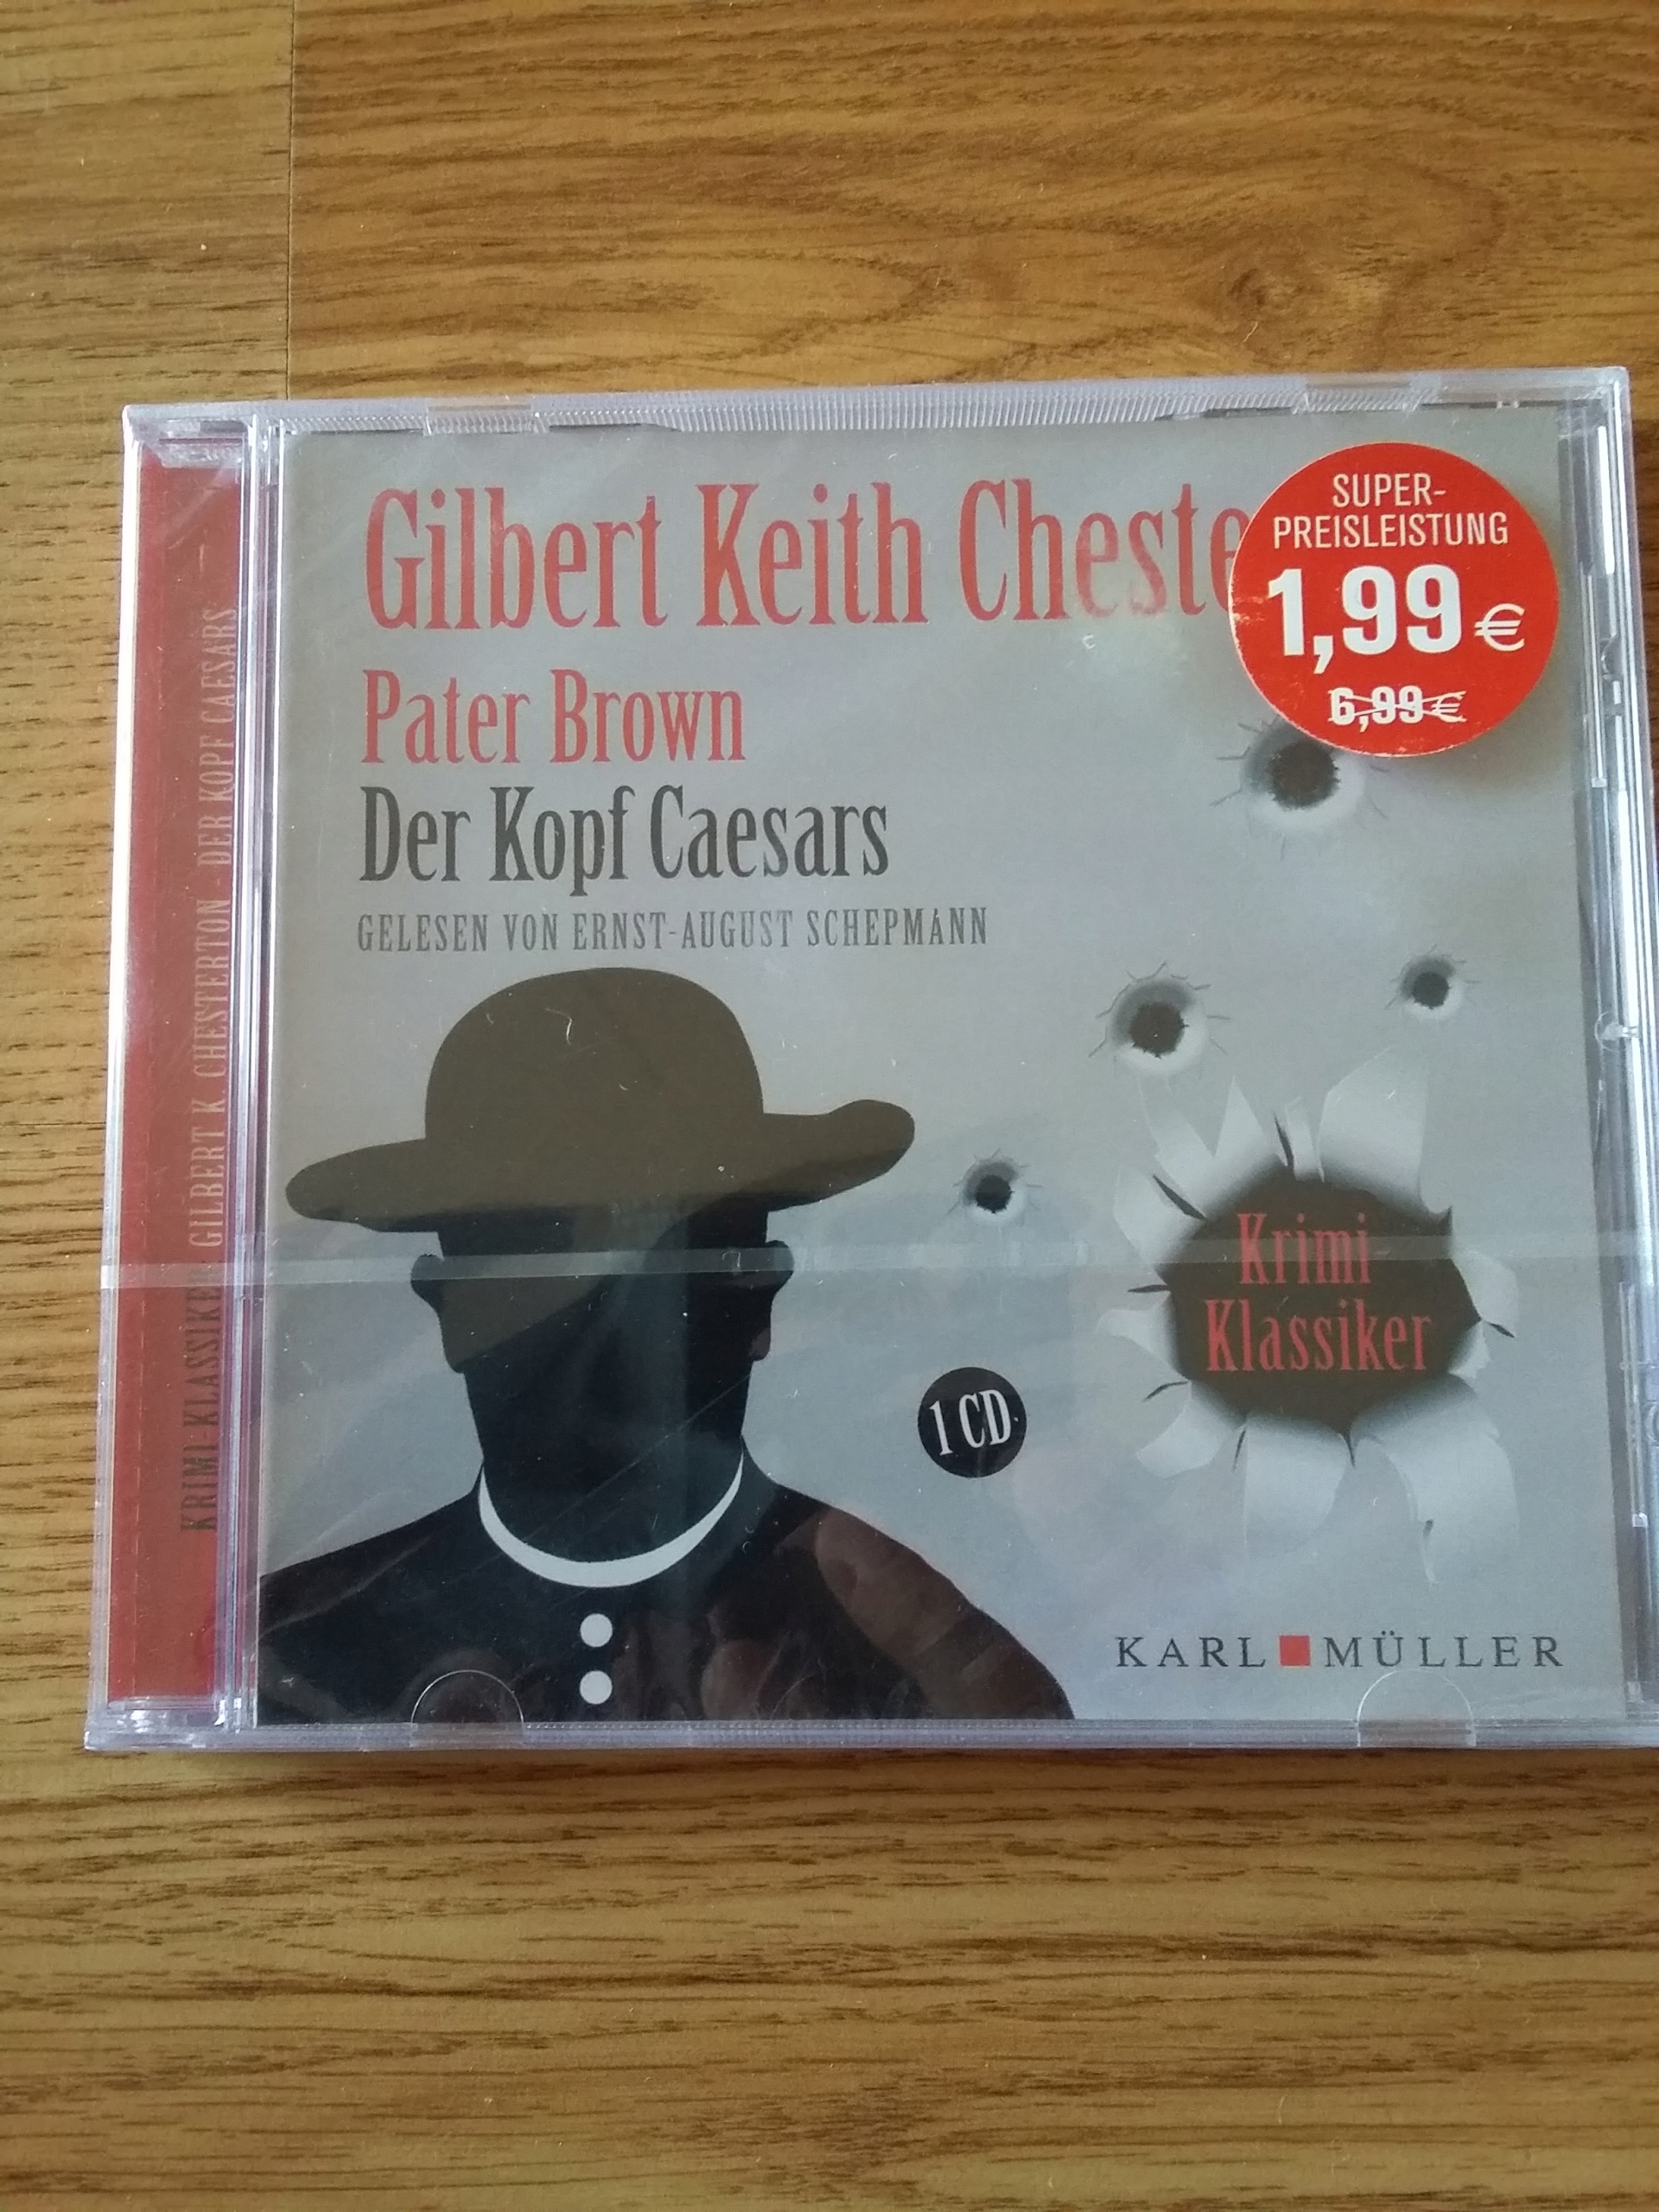 Gilbert Keith Cheste
SUPER-
PREISLEISTUNG
1,99 €
6,99 €
Pater Brown
Der Kopf Caesars
GELESEN VON ERNST-AUGUST SCHEPMANN
Krimi-
Klassiker
1 CD
KARL MÜLLER
KRIMI-KLASSIKER GILBERT K. CHESTERTON - DER KOPF CAESARS